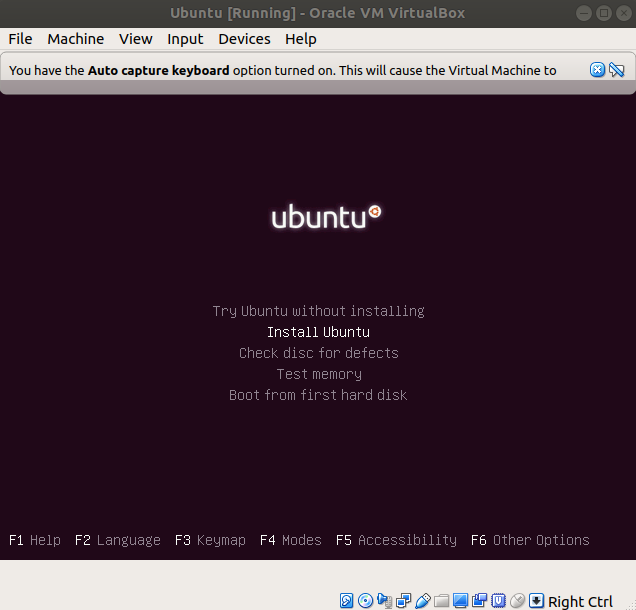 Ubuntu [Running] - Oracle VM VirtualBox
File Machine View Input Devices Help
You have the Auto capture keyboard option turned on. This will cause the Virtual Machine to
ubuntu
Try Ubuntu without installing
Install Ubuntu
Check disc for defects
Test memory
Boot from first hard disk
F1 Help F2 Language F3 Keymap F4 Modes F5 Accessibility F6 Other Options
Right Ctrl